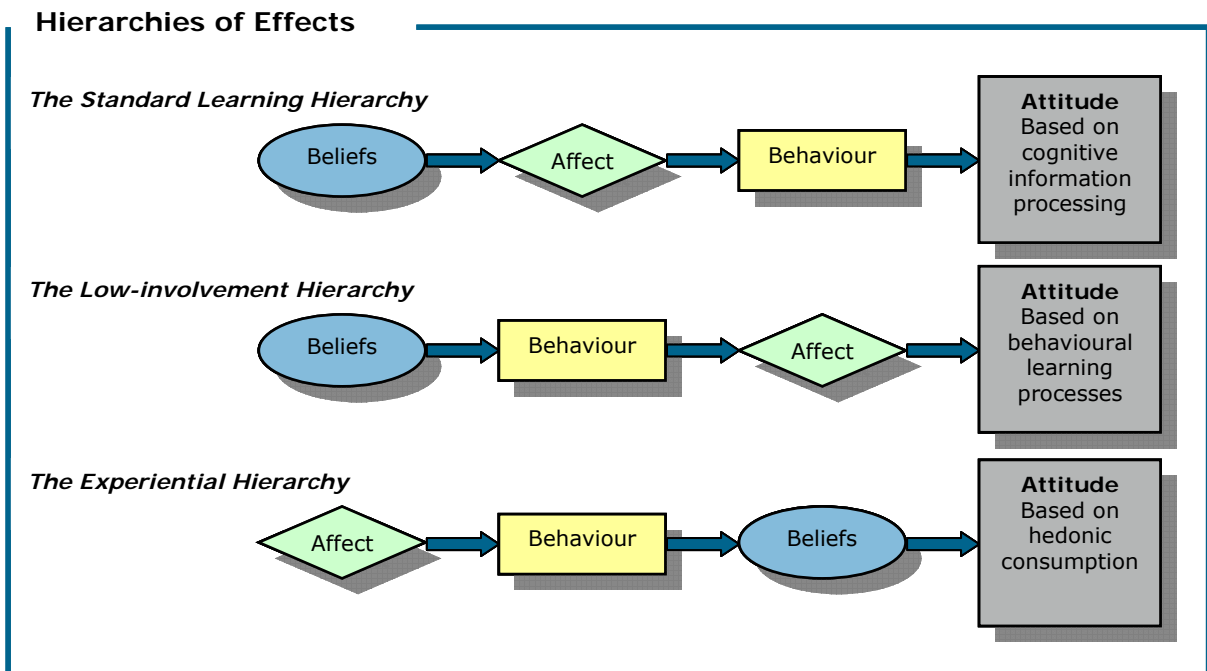 Hierarchies of Effects
The Standard Learning Hierarchy
Beliefs
Affect
Behaviour
Attitude
Based on
cognitive
information
processing
The Low-involvement Hierarchy
Beliefs
Behaviour
Affect
Attitude
Based on
behavioural
learning
processes
The Experiential Hierarchy
Affect
Behaviour
Beliefs
Attitude
Based on
hedonic
consumption